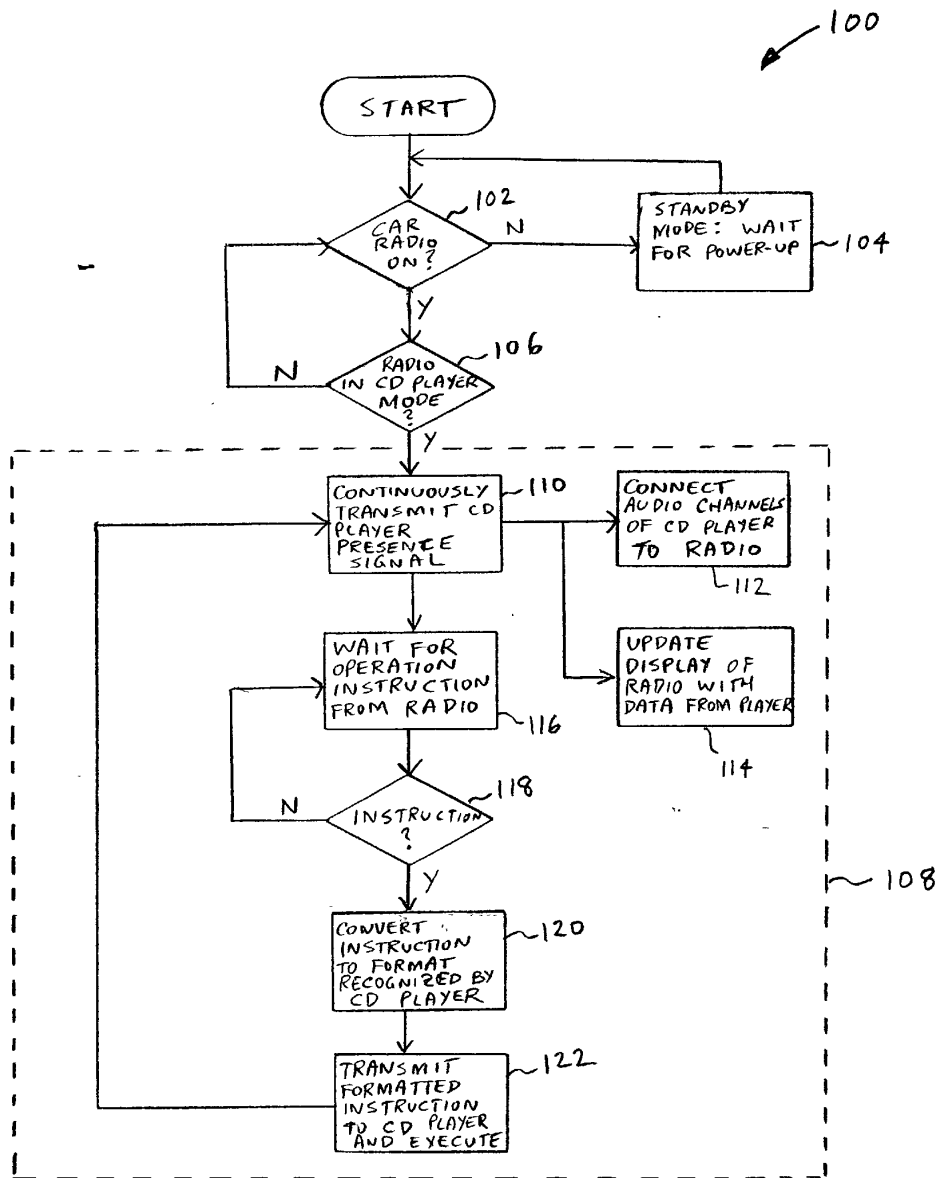 100
START
102
CAR
RADIO
ON?
N
STANDBY
MODE: WAIT
FOR POWER-UP
104
Y
106
RADIO
IN CD PLAYER
MODE
?
N
Y
CONTINUOUSLY
TRANSMIT CD
PLAYER
PRESENCE
SIGNAL
110
CONNECT
AUDIO CHANNELS
OF CD PLAYER
TO RADIO
112
WAIT FOR
OPERATION
INSTRUCTION
FROM RADIO
116
UPDATE
DISPLAY OF
RADIO WITH
DATA FROM PLAYER
114
118
INSTRUCTION
?
N
Y
108
CONVERT
INSTRUCTION
TO FORMAT
RECOGNIZED BY
CD PLAYER
120
TRANSMIT
FORMATTED
INSTRUCTION
TO CD PLAYER
AND EXECUTE
122